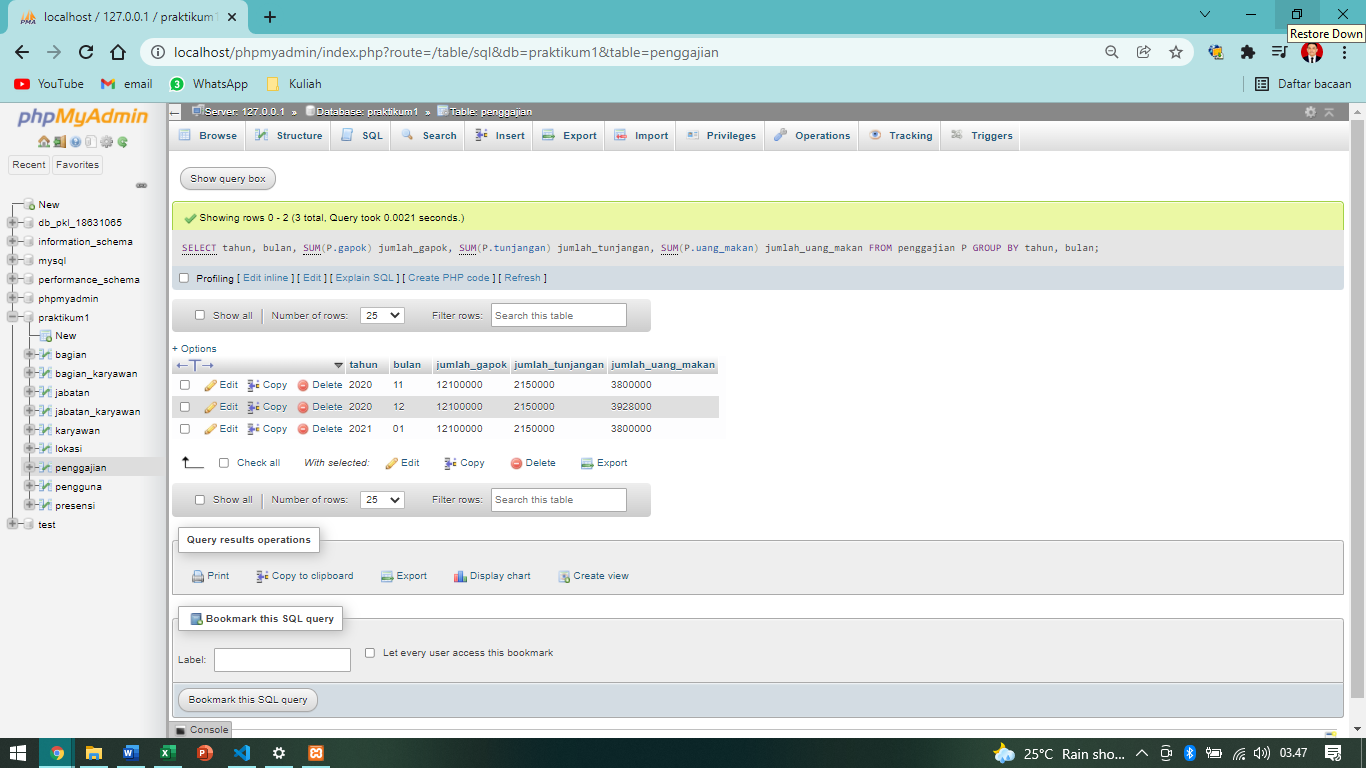 localhost / 127.0.0.1 / praktikum1
Restore Down
localhost/phpmyadmin/index.php?route=/table/sql&db=praktikum1&table=penggajian
YouTube
email
3
WhatsApp
Kuliah
Daftar bacaan
phpMyAdmin
Recent
Favorites
New
db_pkl_18631065
information_schema
mysql
performance_schema
phpmyadmin
praktikum1
New
bagian
bagian_karyawan
jabatan
jabatan_karyawan
karyawan
lokasi
penggajian
pengguna
presensi
test
Server: 127.0.0.1 » Database: praktikum1 » Table: penggajian
Browse Structure SQL Search Insert Export Import Privileges Operations Tracking Triggers
Show query box
Showing rows 0 - 2 (3 total, Query took 0.0021 seconds.)
SELECT tahun, bulan, SUM(P.gapok) jumlah_gapok, SUM(P.tunjangan) jumlah_tunjangan, SUM(P.uang_makan) jumlah_uang_makan FROM penggajian P GROUP BY tahun, bulan;
Profiling [ Edit inline ] [ Edit ] [ Explain SQL ] [ Create PHP code ] [ Refresh ]
Show all Number of rows: 25 Filter rows: Search this table
+ Options
←T→ tahun bulan jumlah_gapok jumlah_tunjangan jumlah_uang_makan
Edit Copy Delete 2020 11 12100000 2150000 3800000
Edit Copy Delete 2020 12 12100000 2150000 3928000
Edit Copy Delete 2021 01 12100000 2150000 3800000
Check all With selected: Edit Copy Delete Export
Show all Number of rows: 25 Filter rows: Search this table
Query results operations
Print Copy to clipboard Export Display chart Create view
Bookmark this SQL query
Label: Let every user access this bookmark
Bookmark this SQL query
Console
25°C Rain sho... 03.47